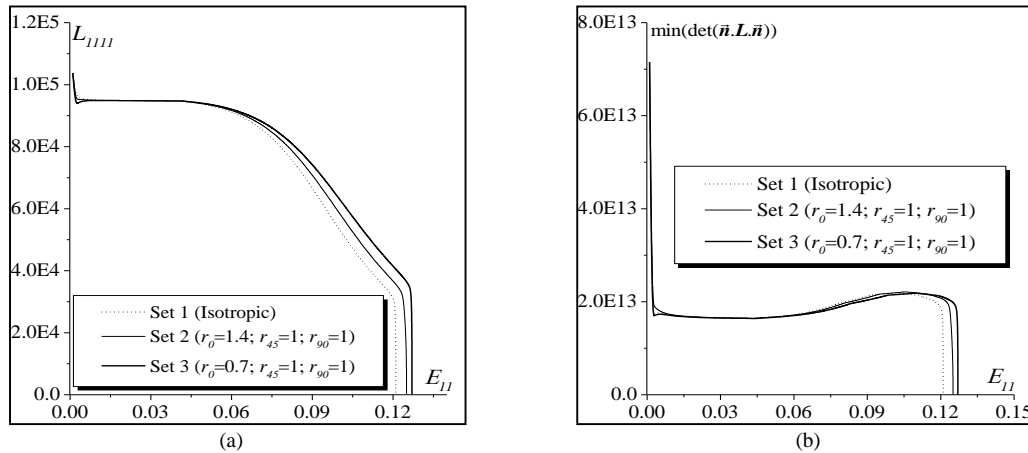 1.2E5
L1111
1.0E5
8.0E4
6.0E4
4.0E4
2.0E4
0.0
Set 1 (Isotropic)
Set 2 (r0=1.4; r45=1; r90=1)
Set 3 (r0=0.7; r45=1; r90=1)
E11
0.00 0.03 0.06 0.09 0.12
(a)
8.0E13
min(det(n⃗.L.n⃗))
6.0E13
4.0E13
2.0E13
0.0
Set 1 (Isotropic)
Set 2 (r0=1.4; r45=1; r90=1)
Set 3 (r0=0.7; r45=1; r90=1)
E11
0.00 0.03 0.06 0.09 0.12 0.15
(b)